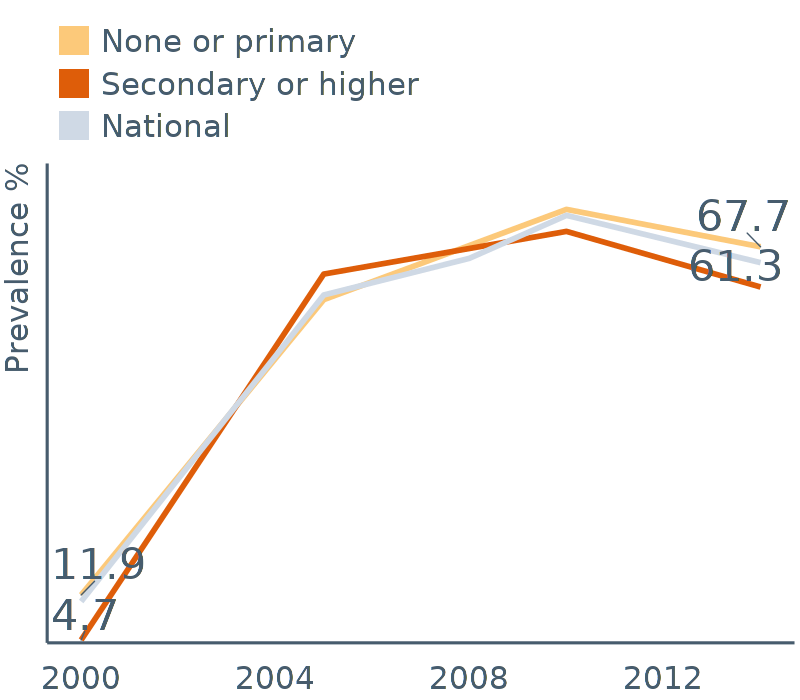 None or primary
Secondary or higher
National
Prevalence %
67.7
61.3
11.9
4.7
2000 2004 2008 2012